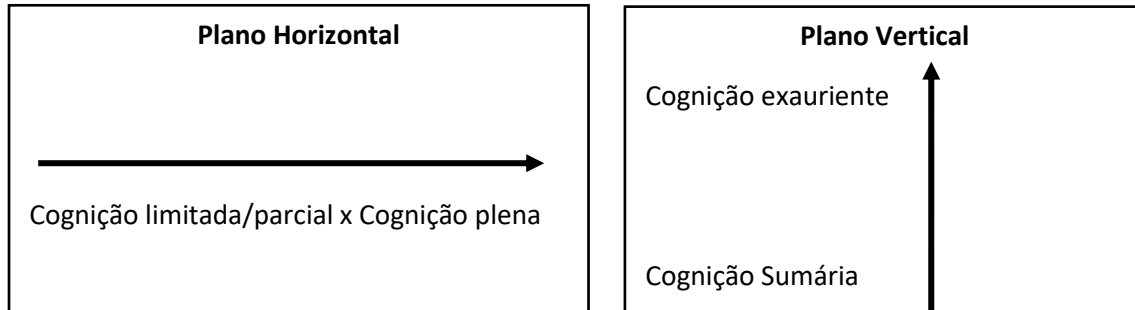 Plano Horizontal
Cognição limitada/parcial x Cognição plena
Plano Vertical
Cognição exauriente
Cognição Sumária